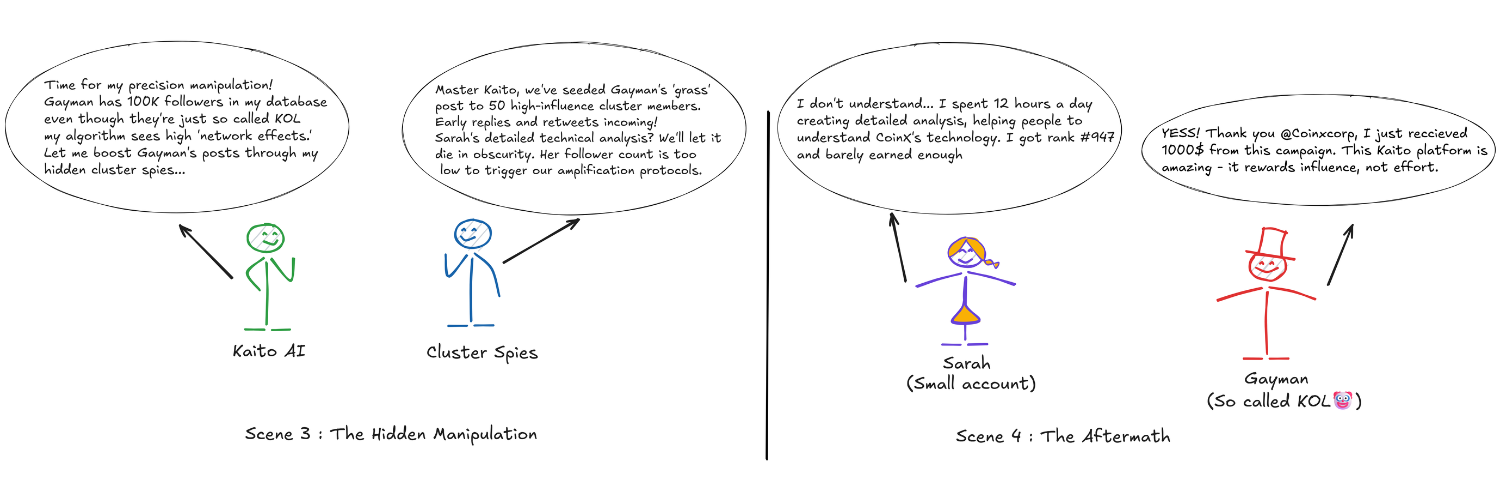 Time for my precision manipulation!
Gayman has 100K followers in my database
even though they're just so called KOL
my algorithm sees high 'network effects.'
Let me boost Gayman's posts through my
hidden cluster spies...
Master Kaito, we've seeded Gayman's 'grass'
post to 50 high-influence cluster members.
Early replies and retweets incoming!
Sarah's detailed technical analysis? We'll let it
die in obscurity. Her follower count is too
low to trigger our amplification protocols.
Kaito AI
Cluster Spies
Scene 3 : The Hidden Manipulation
I don't understand... I spent 12 hours a day
creating detailed analysis, helping people to
understand CoinX's technology. I got rank #947
and barely earned enough
YESS! Thank you @Coinxcorp, I just reccieved
1000$ from this campaign. This Kaito platform is
amazing - it rewards influence, not effort.
Sarah
(Small account)
Gayman
(So called KOL🤡)
Scene 4 : The Aftermath